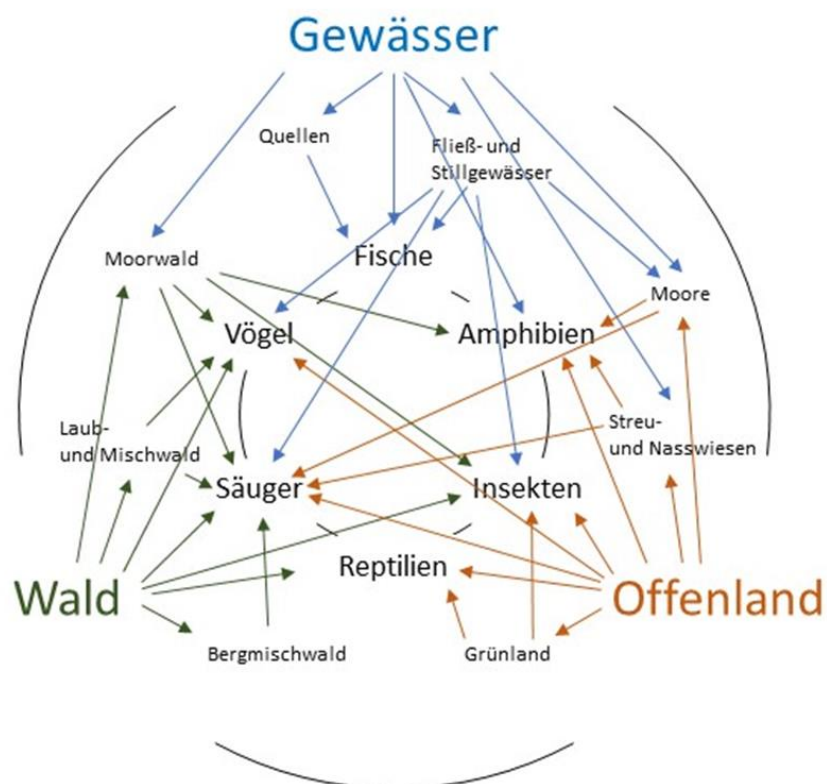 Gewässer
Quellen
Fließ- und
Stillgewässer
Fische
Moorwald
Moore
Vögel
Amphibien
Laub-
und Mischwald
Streu-
und Nasswiesen
Säuger
Insekten
Reptilien
Wald
Offenland
Bergmischwald
Grünland